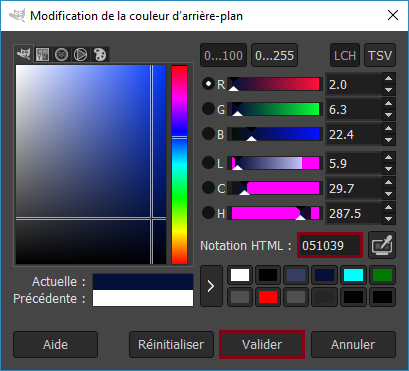 Modification de la couleur d'arrière-plan
0...100 0...255 LCH TSV
R 2.0
G 6.3
B 22.4
L 5.9
C 29.7
H 287.5
Notation HTML : 051039
Actuelle :
Précédente :
Aide Réinitialiser Valider Annuler